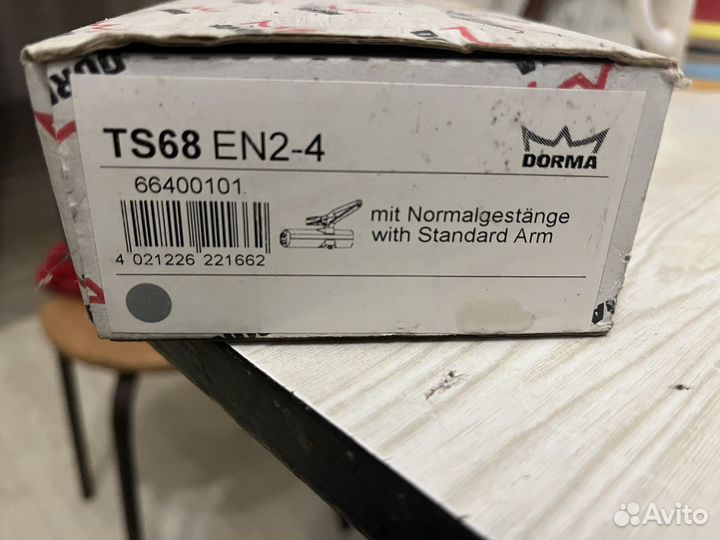 TS68 EN2-4
DORMA
66400101
mit Normalgestänge
with Standard Arm
4 021226 221662
Avito